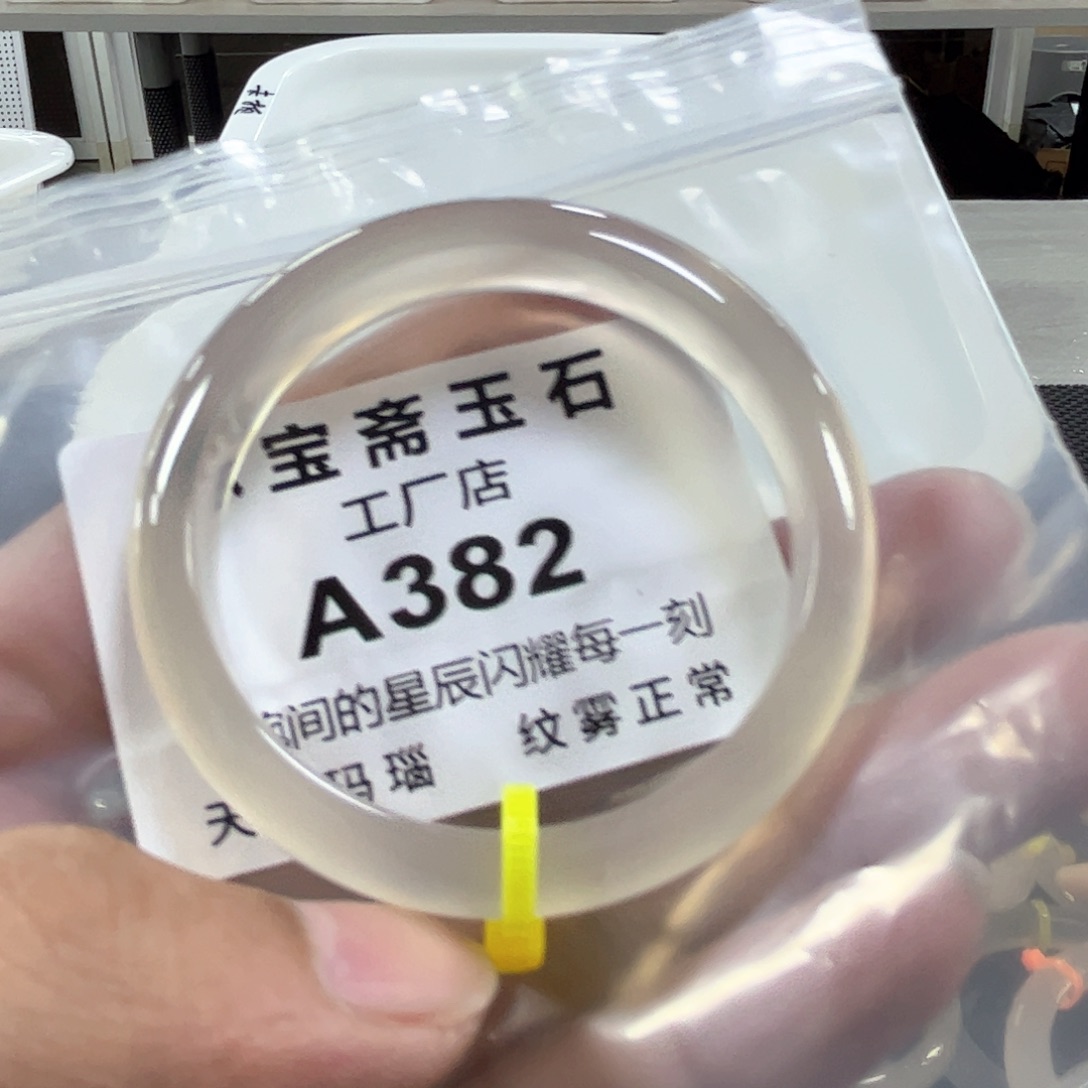 宝斋玉石
工厂店
A382
间的星辰闪耀每一刻
天 玛瑙 纹雾正常